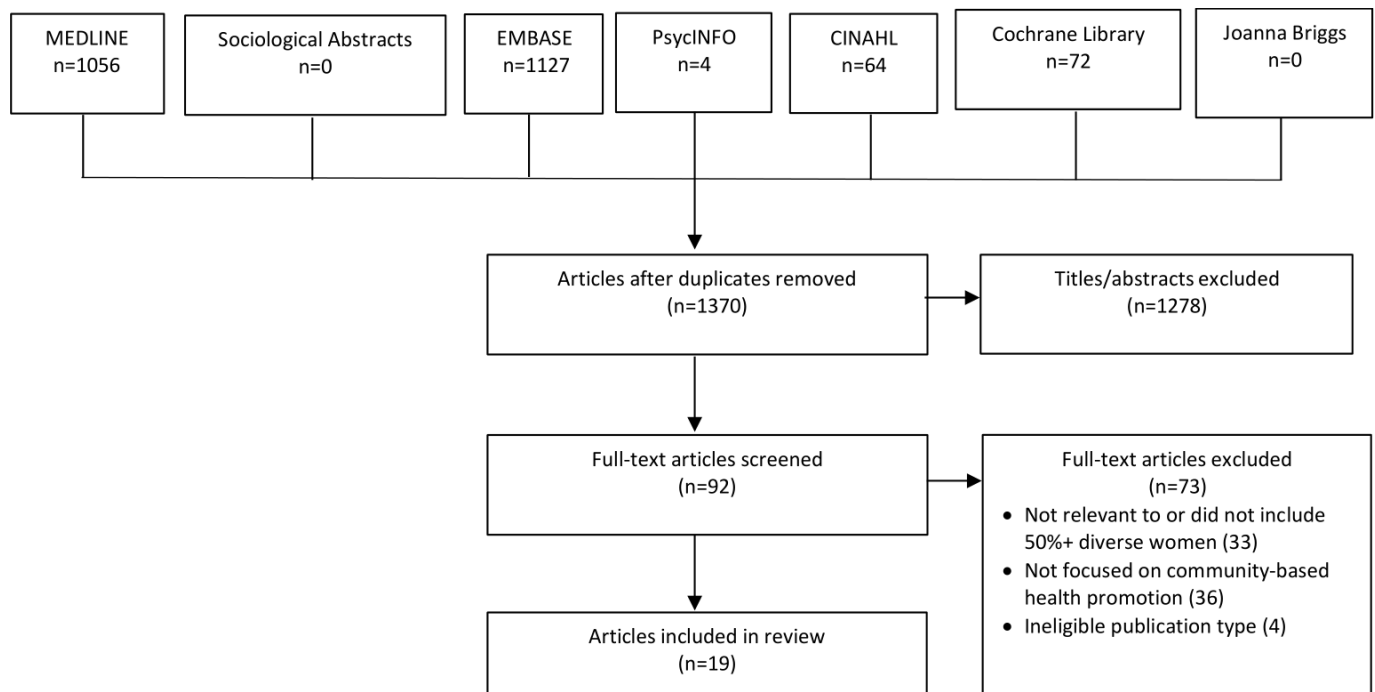 MEDLINE
n=1056
Sociological Abstracts
n=0
EMBASE
n=1127
PsycINFO
n=4
CINAHL
n=64
Cochrane Library
n=72
Joanna Briggs
n=0
Articles after duplicates removed
(n=1370)
Titles/abstracts excluded
(n=1278)
Full-text articles screened
(n=92)
Full-text articles excluded
(n=73)
• Not relevant to or did not include
50%+ diverse women (33)
• Not focused on community-based
health promotion (36)
• Ineligible publication type (4)
Articles included in review
(n=19)